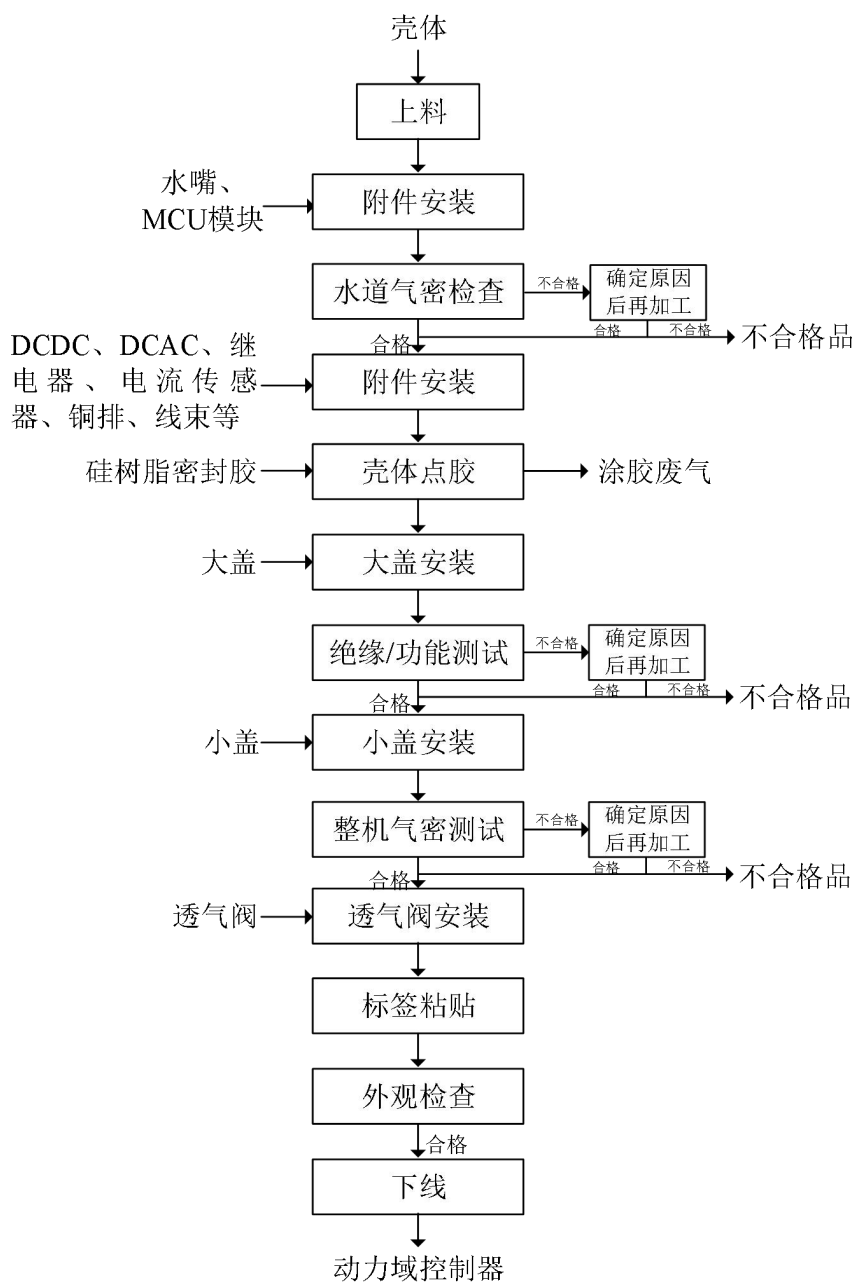 壳体
上料
水嘴、
MCU模块
附件安装
水道气密检查
不合格
确定原因
后再加工
合格
合格
不合格
不合格品
DCDC、DCAC、继
电器、电流传感
器、铜排、线束等
附件安装
硅树脂密封胶
壳体点胶
涂胶废气
大盖
大盖安装
绝缘/功能测试
不合格
确定原因
后再加工
合格
合格
不合格
不合格品
小盖
小盖安装
整机气密测试
不合格
确定原因
后再加工
合格
合格
不合格
不合格品
透气阀
透气阀安装
标签粘贴
外观检查
合格
下线
动力域控制器